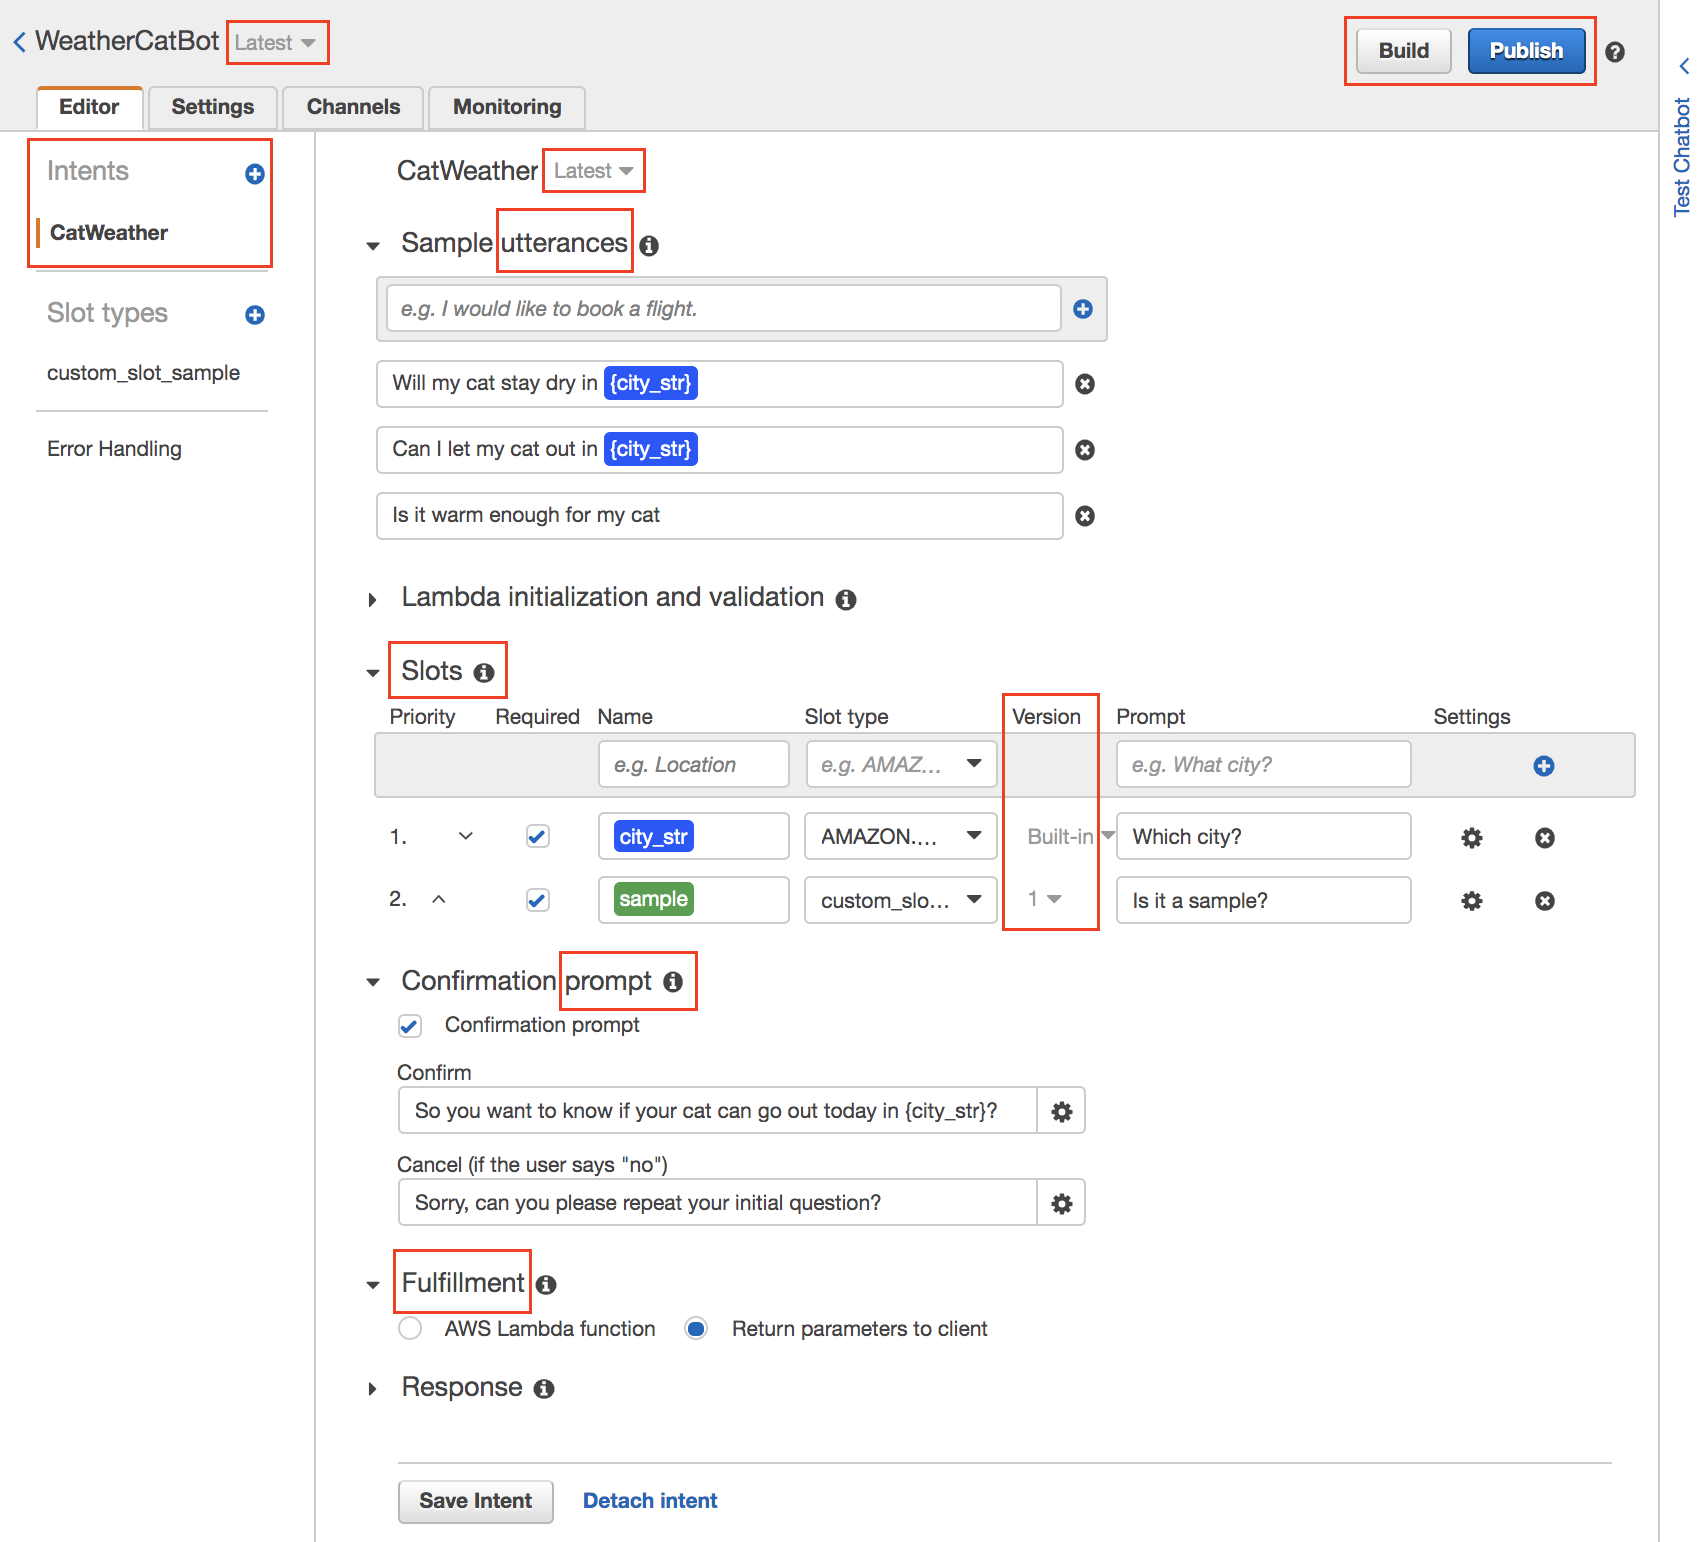 WeatherCatBot Latest
Build Publish
Editor Settings Channels Monitoring
Test Chatbot
Intents
CatWeather
Slot types
custom_slot_sample
Error Handling
CatWeather Latest
Sample utterances
e.g. I would like to book a flight.
Will my cat stay dry in {city_str}
Can I let my cat out in {city_str}
Is it warm enough for my cat
Lambda initialization and validation
Slots
Priority Required Name Slot type Version Prompt Settings
e.g. Location e.g. AMAZ... e.g. What city?
1. city_str AMAZON.... Built-in Which city?
2. sample custom_slo... 1 Is it a sample?
Confirmation prompt
Confirmation prompt
Confirm
So you want to know if your cat can go out today in {city_str}?
Cancel (if the user says "no")
Sorry, can you please repeat your initial question?
Fulfillment
AWS Lambda function Return parameters to client
Response
Save Intent Detach intent